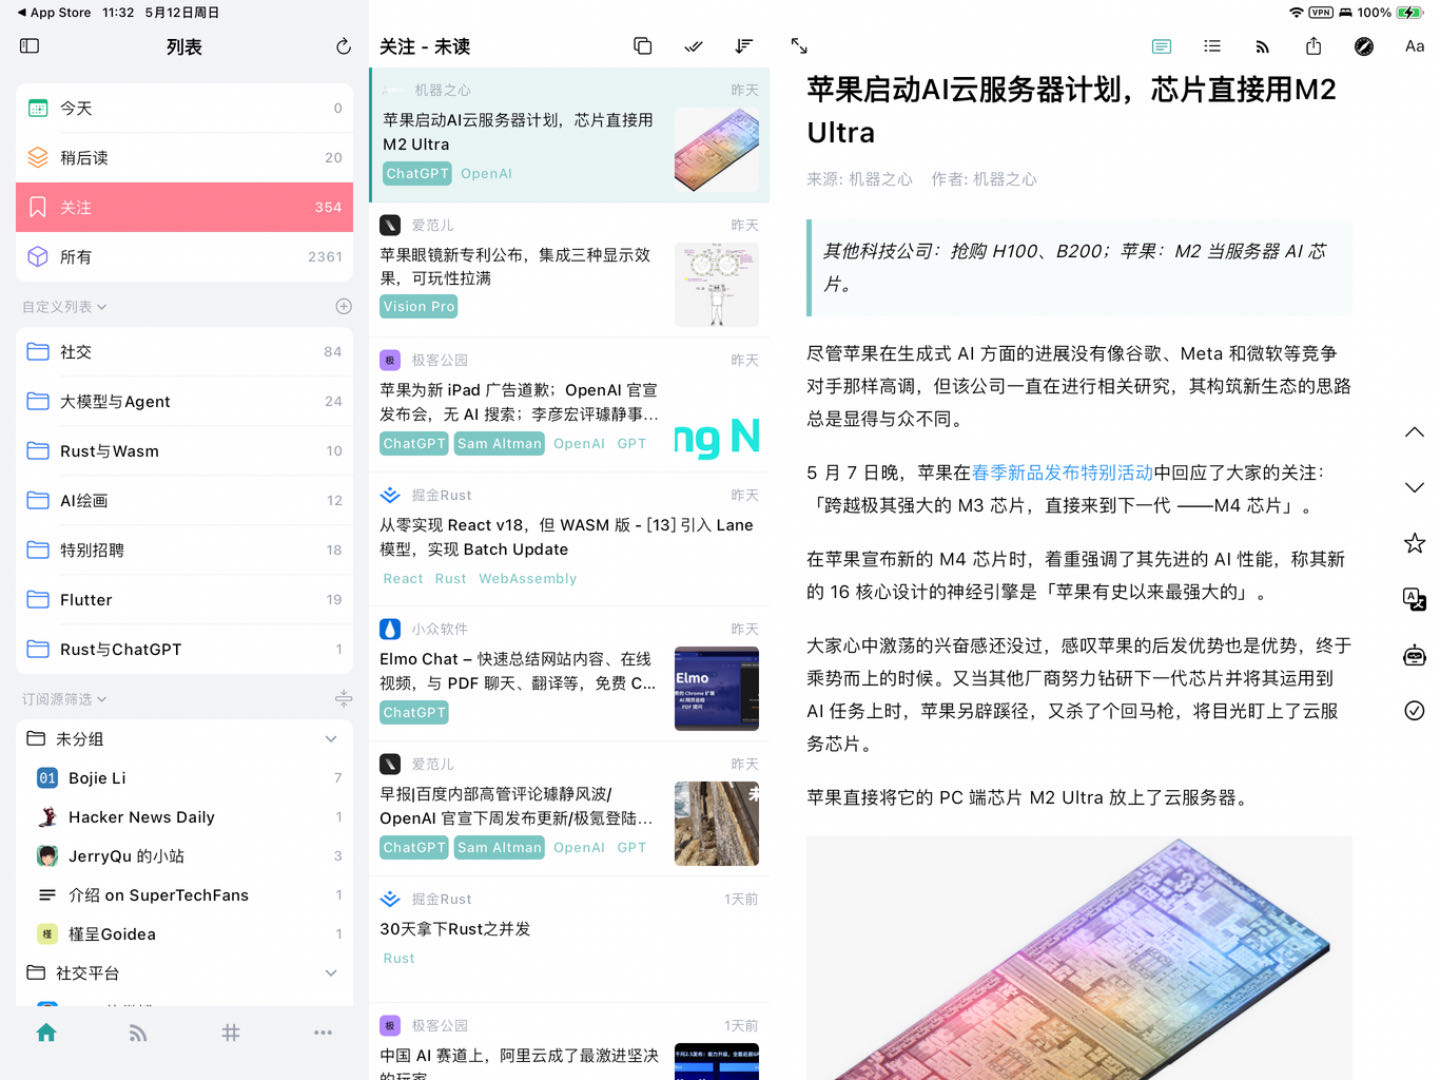 ◀ App Store 11:32 5月12日周日
VPN 100%
列表
今天 0
稍后读 20
关注 354
所有 2361
自定义列表
社交 84
大模型与Agent 24
Rust与Wasm 10
AI绘画 12
特别招聘 18
Flutter 19
Rust与ChatGPT 1
订阅源筛选
未分组
01 Bojie Li 7
Hacker News Daily 1
JerryQu 的小站 3
介绍 on SuperTechFans 1
槿 槿呈Goidea 1
社交平台
关注 - 未读
机器之心 昨天
苹果启动AI云服务器计划，芯片直接用
M2 Ultra
ChatGPT OpenAI
爱范儿 昨天
苹果眼镜新专利公布，集成三种显示效
果，可玩性拉满
Vision Pro
极 极客公园 昨天
苹果为新 iPad 广告道歉；OpenAI 官宣
发布会，无 AI 搜索；李彦宏评璩静事...
ChatGPT Sam Altman OpenAI GPT
ng N
掘金Rust 昨天
从零实现 React v18，但 WASM 版 - [13] 引入 Lane
模型，实现 Batch Update
React Rust WebAssembly
小众软件 昨天
Elmo Chat – 快速总结网站内容、在线
视频，与 PDF 聊天、翻译等，免费 C...
ChatGPT
Elmo
爱范儿 昨天
早报|百度内部高管评论璩静风波/
OpenAI 官宣下周发布更新/极氪登陆...
ChatGPT Sam Altman OpenAI GPT
掘金Rust 1天前
30天拿下Rust之并发
Rust
极 极客公园 1天前
中国 AI 赛道上，阿里云成了最激进坚决
的玩家
Aa
苹果启动AI云服务器计划，芯片直接用M2
Ultra
来源: 机器之心 作者: 机器之心
其他科技公司：抢购 H100、B200；苹果：M2 当服务器 AI 芯
片。
尽管苹果在生成式 AI 方面的进展没有像谷歌、Meta 和微软等竞争
对手那样高调，但该公司一直在进行相关研究，其构筑新生态的思路
总是显得与众不同。
5 月 7 日晚，苹果在春季新品发布特别活动中回应了大家的关注：
「跨越极其强大的 M3 芯片，直接来到下一代 ——M4 芯片」。
在苹果宣布新的 M4 芯片时，着重强调了其先进的 AI 性能，称其新
的 16 核心设计的神经引擎是「苹果有史以来最强大的」。
大家心中激荡的兴奋感还没过，感叹苹果的后发优势也是优势，终于
乘势而上的时候。又当其他厂商努力钻研下一代芯片并将其运用到
AI 任务上时，苹果另辟蹊径，又杀了个回马枪，将目光盯上了云服
务芯片。
苹果直接将它的 PC 端芯片 M2 Ultra 放上了云服务器。